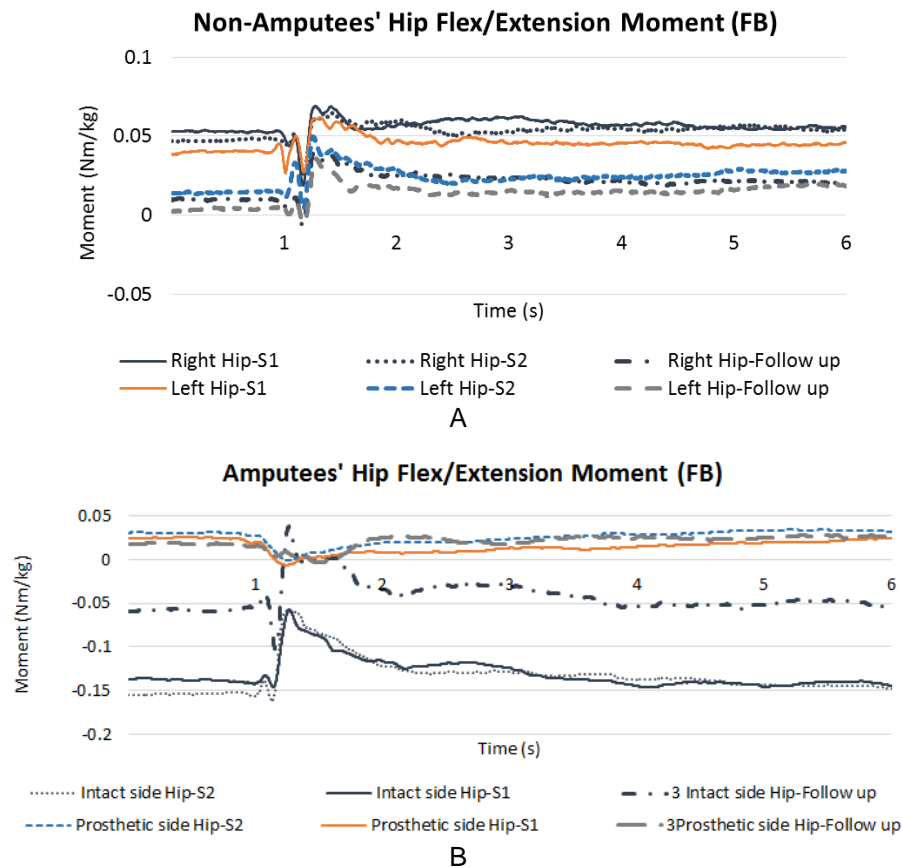 Non-Amputees' Hip Flex/Extension Moment (FB)
0.1
0.05
0
-0.05
Moment (Nm/kg)
1 2 3 4 5 6
Time (s)
Right Hip-S1 Right Hip-S2 Right Hip-Follow up
Left Hip-S1 Left Hip-S2 Left Hip-Follow up
A
Amputees' Hip Flex/Extension Moment (FB)
0.05
0
-0.05
-0.1
-0.15
-0.2
Moment (Nm/kg)
1 2 3 4 5 6
Time (s)
Intact side Hip-S2 Intact side Hip-S1 3 Intact side Hip-Follow up
Prosthetic side Hip-S2 Prosthetic side Hip-S1 3Prosthetic side Hip-Follow up
B